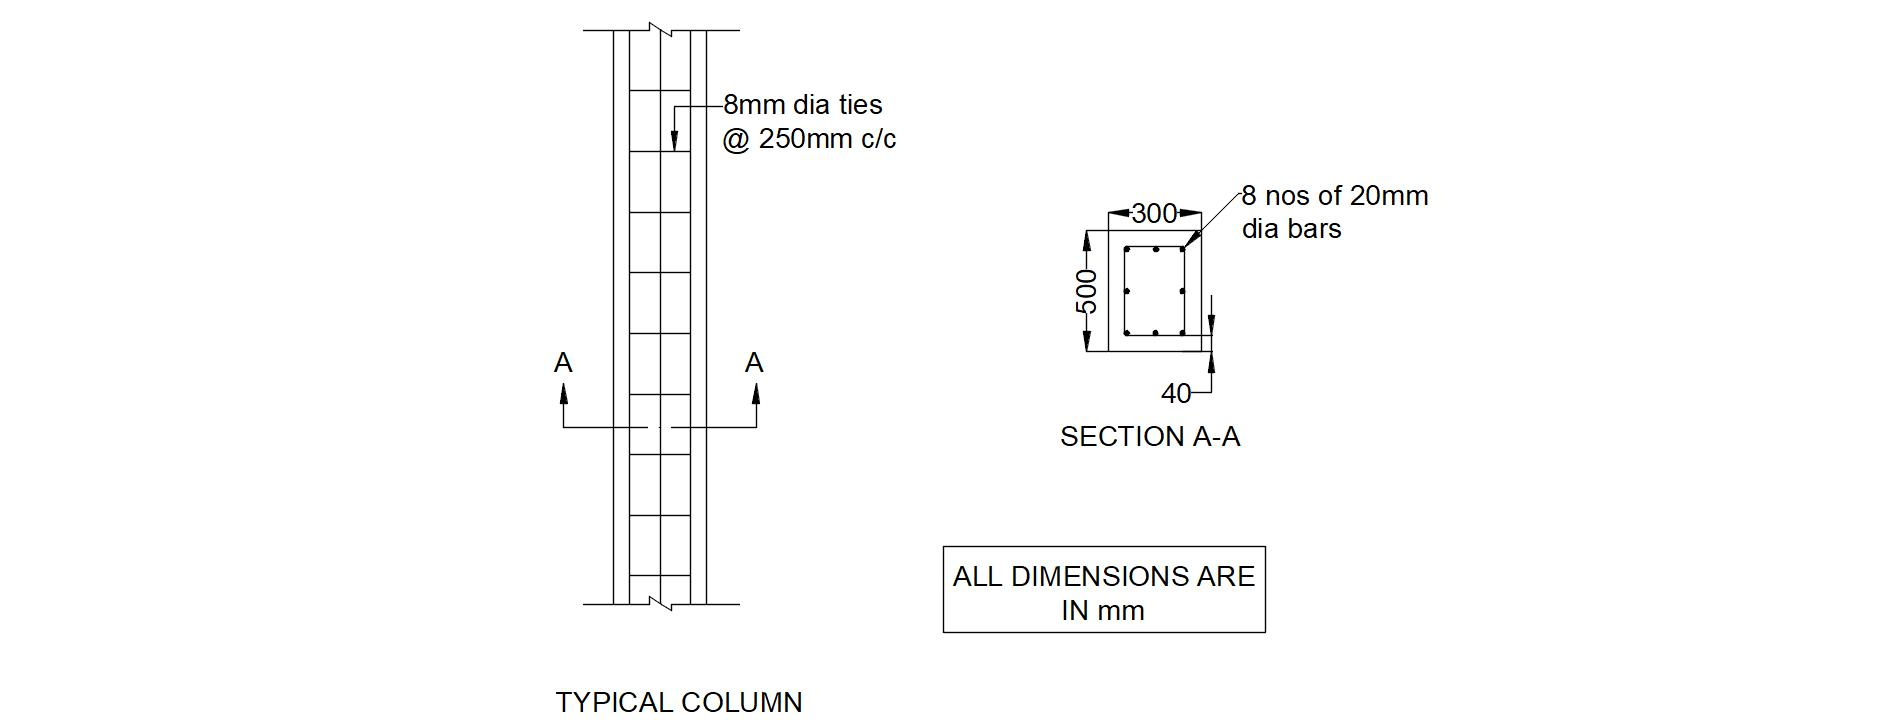 8mm dia ties
@ 250mm c/c
A
A
TYPICAL COLUMN
8 nos of 20mm
dia bars
300
500
40
SECTION A-A
ALL DIMENSIONS ARE
IN mm